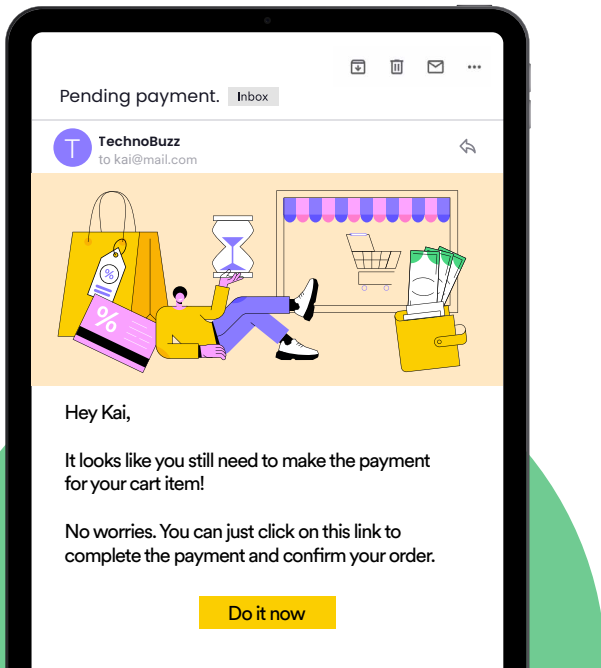 Pending payment. Inbox
T
TechnoBuzz
to kai@mail.com
%
%
Hey Kai,
It looks like you still need to make the payment
for your cart item!
No worries. You can just click on this link to
complete the payment and confirm your order.
Do it now